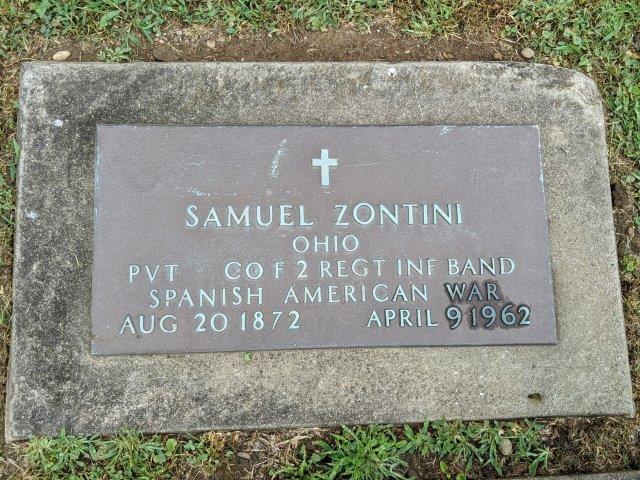 SAMUEL ZONTINI
OHIO
PVT CO F 2 REGT INF BAND
SPANISH AMERICAN WAR
AUG 20 1872 APRIL 9 1962